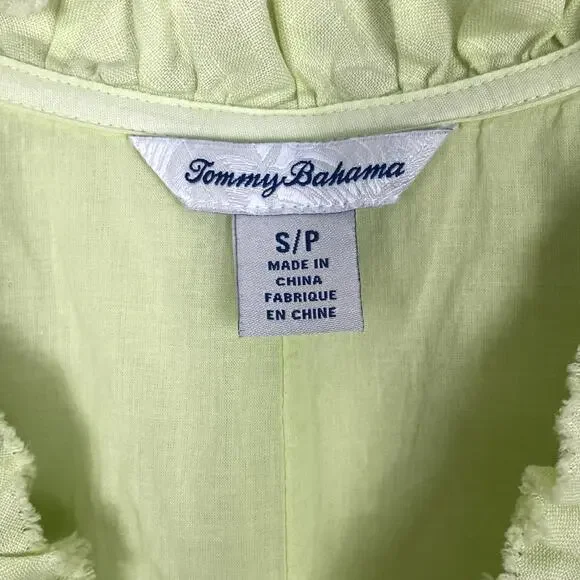 Tommy Bahama
S/P
MADE IN
CHINA
FABRIQUE
EN CHINE